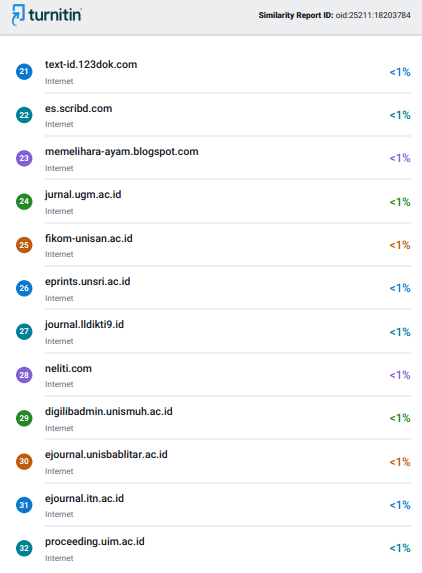 turnitin Similarity Report ID: oid:25211:18203784
21 text-id.123dok.com <1%
Internet
22 es.scribd.com <1%
Internet
23 memelihara-ayam.blogspot.com <1%
Internet
24 jurnal.ugm.ac.id <1%
Internet
25 fikom-unisan.ac.id <1%
Internet
26 eprints.unsri.ac.id <1%
Internet
27 journal.lldikti9.id <1%
Internet
28 neliti.com <1%
Internet
29 digilibadmin.unismuh.ac.id <1%
Internet
30 ejournal.unisbablitar.ac.id <1%
Internet
31 ejournal.itn.ac.id <1%
Internet
32 proceeding.uim.ac.id <1%
Internet